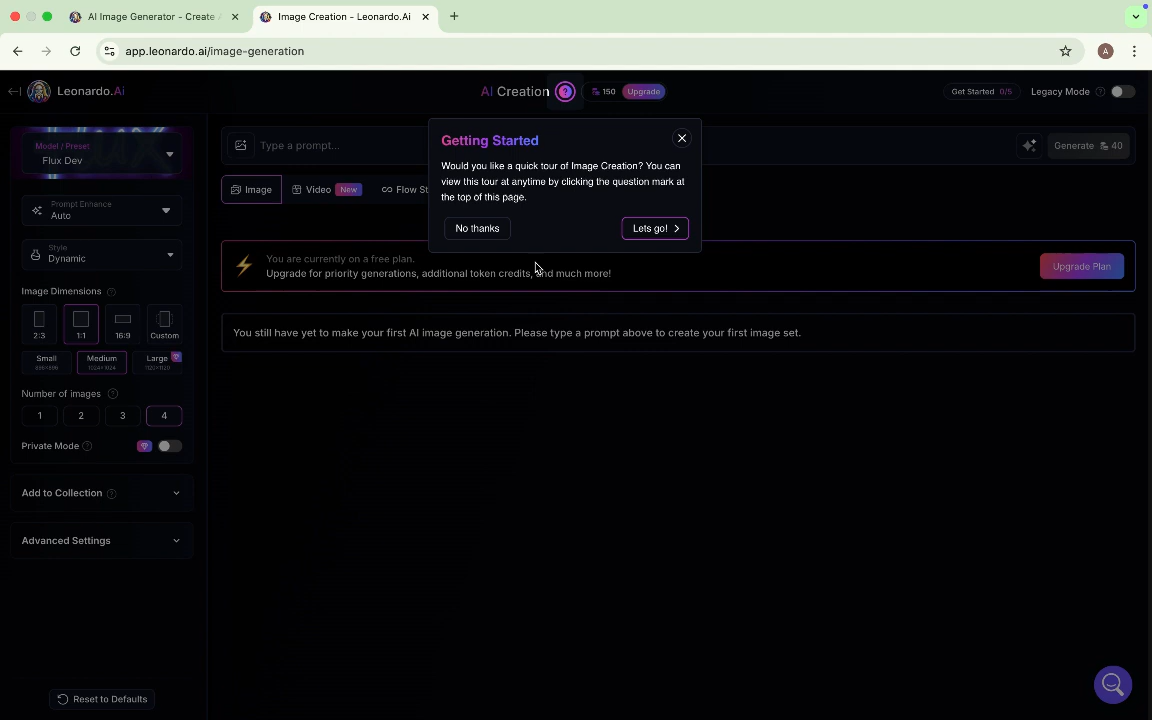 AI Image Generator - Create A
Image Creation - Leonardo.Ai
app.leonardo.ai/image-generation
A
Leonardo.Ai
AI Creation ? 150 Upgrade
Get Started 0/5 Legacy Mode ?
Model / Preset
Flux Dev
Prompt Enhance
Auto
Style
Dynamic
Image Dimensions ?
2:3 1:1 16:9 Custom
Small Medium Large
896×896 1024×1024 1120×1120
Number of images ?
1 2 3 4
Private Mode ?
Add to Collection ?
Advanced Settings
Reset to Defaults
Type a prompt...
Generate 40
Image Video New Flow St
Getting Started
Would you like a quick tour of Image Creation? You can
view this tour at anytime by clicking the question mark at
the top of this page.
No thanks Lets go!
You are currently on a free plan.
Upgrade for priority generations, additional token credits, and much more!
Upgrade Plan
You still have yet to make your first AI image generation. Please type a prompt above to create your first image set.